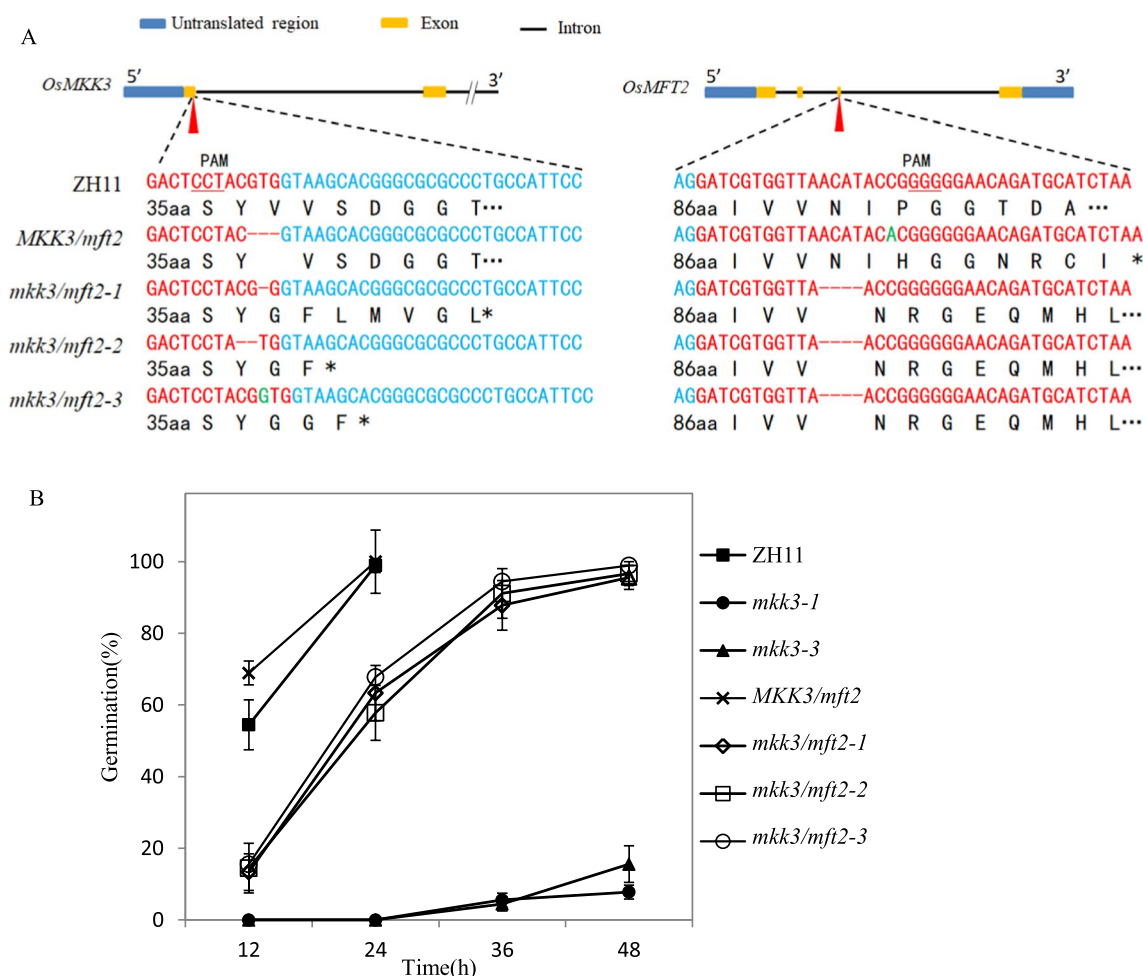 Untranslated region Exon Intron
A
OsMKK3 5’ 3’ OsMFT2 5’ 3’
PAM PAM
ZH11 GACTCCTACGTGGTAAGCACGGGCGCGCCCTGCCATTCC AGGATCGTGGTTAACATACCGGGGGGAACAGATGCATCTAA
35aa S Y V V S D G G T··· 86aa I V V N I P G G T D A ···
MKK3/mft2 GACTCCTAC---GTAAGCACGGGCGCGCCCTGCCATTCC AGGATCGTGGTTAACATACACGGGGGGAACAGATGCATCTAA
35aa S Y V S D G G T··· 86aa I V V N I H G G N R C I *
mkk3/mft2-1 GACTCCTACG-GGTAAGCACGGGCGCGCCCTGCCATTCC AGGATCGTGGTTA----ACCGGGGGGAACAGATGCATCTAA
35aa S Y G F L M V G L* 86aa I V V N R G E Q M H L···
mkk3/mft2-2 GACTCCTA--TGGTAAGCACGGGCGCGCCCTGCCATTCC AGGATCGTGGTTA----ACCGGGGGGAACAGATGCATCTAA
35aa S Y G F * 86aa I V V N R G E Q M H L···
mkk3/mft2-3 GACTCCTACGGTGGTAAGCACGGGCGCGCCCTGCCATTCC AGGATCGTGGTTA----ACCGGGGGGAACAGATGCATCTAA
35aa S Y G G F * 86aa I V V N R G E Q M H L···
B
Germination(%)
100
80
60
40
20
0
12 24 36 48
Time(h)
ZH11
mkk3-1
mkk3-3
MKK3/mft2
mkk3/mft2-1
mkk3/mft2-2
mkk3/mft2-3